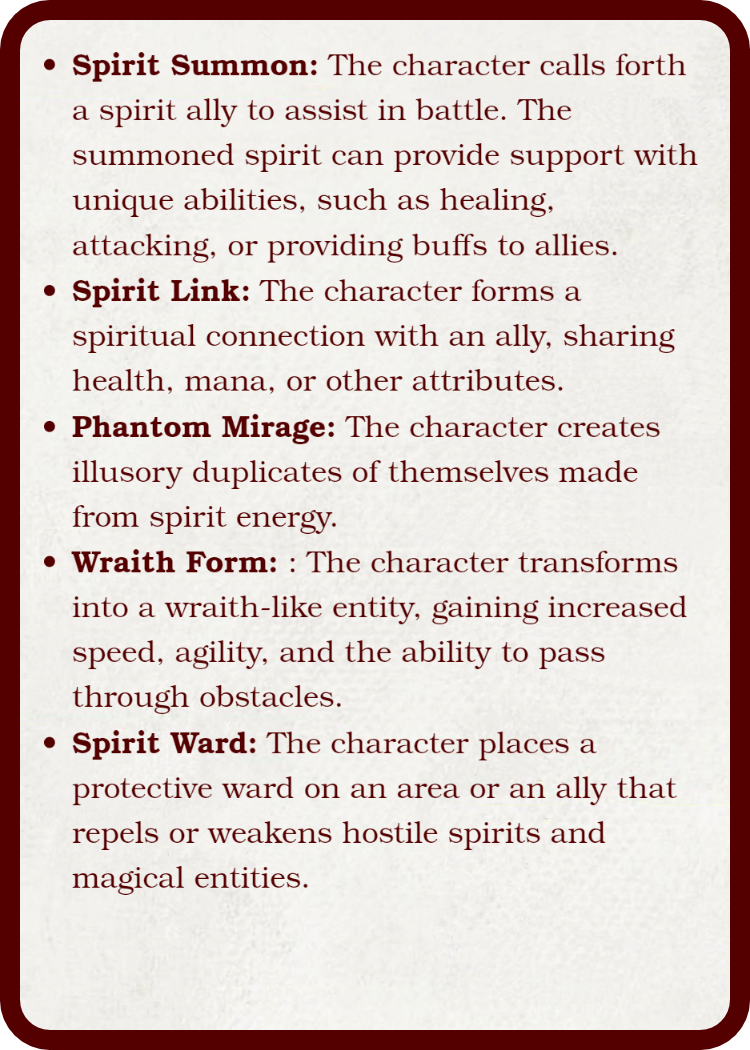 • Spirit Summon: The character calls forth
a spirit ally to assist in battle. The
summoned spirit can provide support with
unique abilities, such as healing,
attacking, or providing buffs to allies.
• Spirit Link: The character forms a
spiritual connection with an ally, sharing
health, mana, or other attributes.
• Phantom Mirage: The character creates
illusory duplicates of themselves made
from spirit energy.
• Wraith Form: : The character transforms
into a wraith-like entity, gaining increased
speed, agility, and the ability to pass
through obstacles.
• Spirit Ward: The character places a
protective ward on an area or an ally that
repels or weakens hostile spirits and
magical entities.